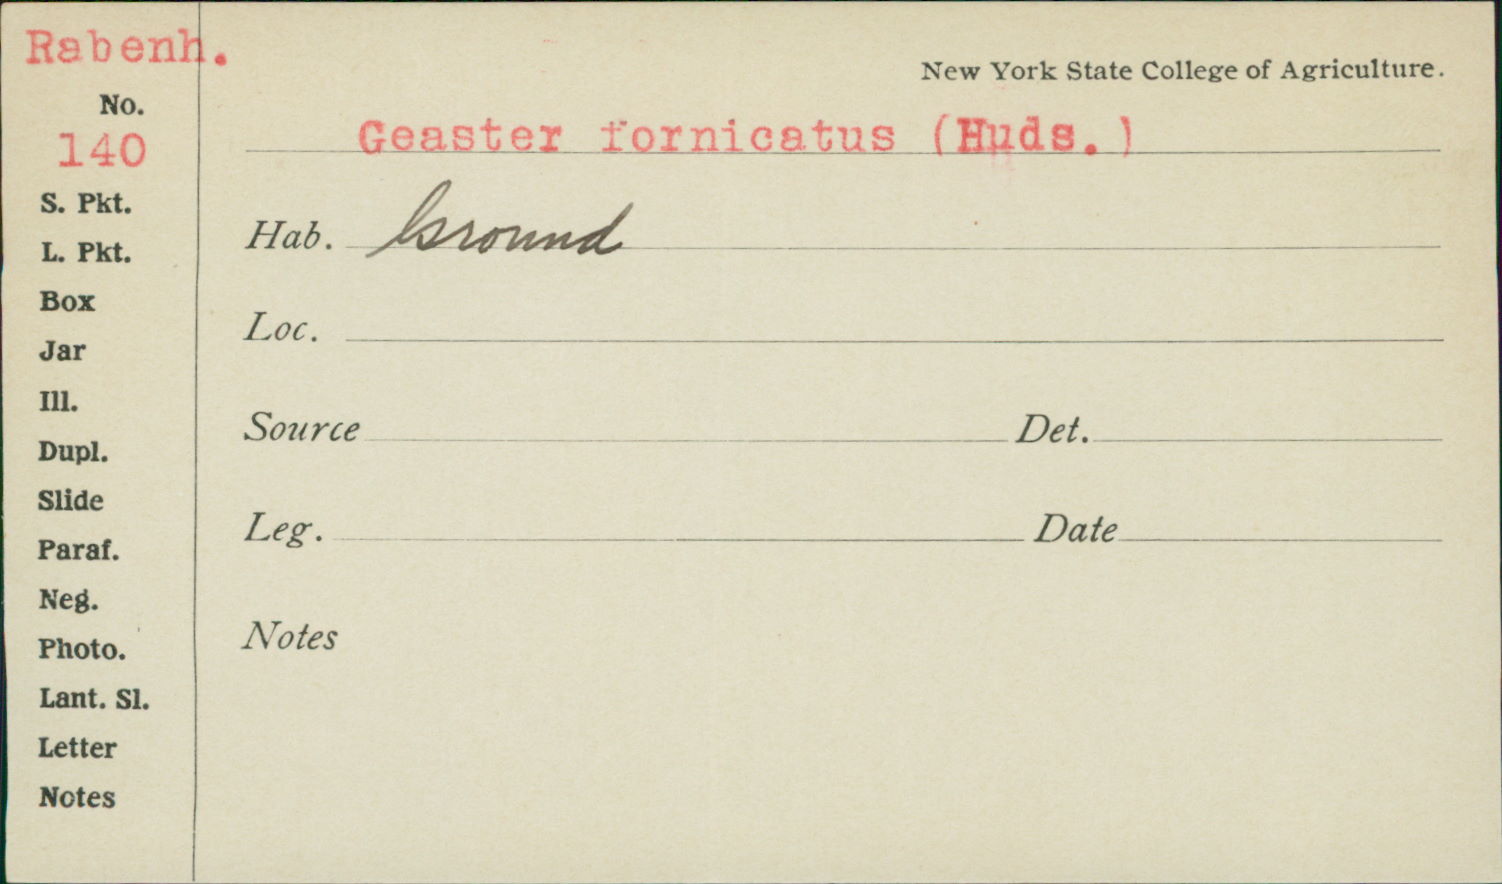 Rabenh.
New York State College of Agriculture.
No.
140
Geaster fornicatus (Huds.)
S. Pkt.
L. Pkt.
Box
Jar
Ill.
Dupl.
Slide
Paraf.
Neg.
Photo.
Lant. Sl.
Letter
Notes
Hab. Ground
Loc.
Source Det.
Leg. Date
Notes